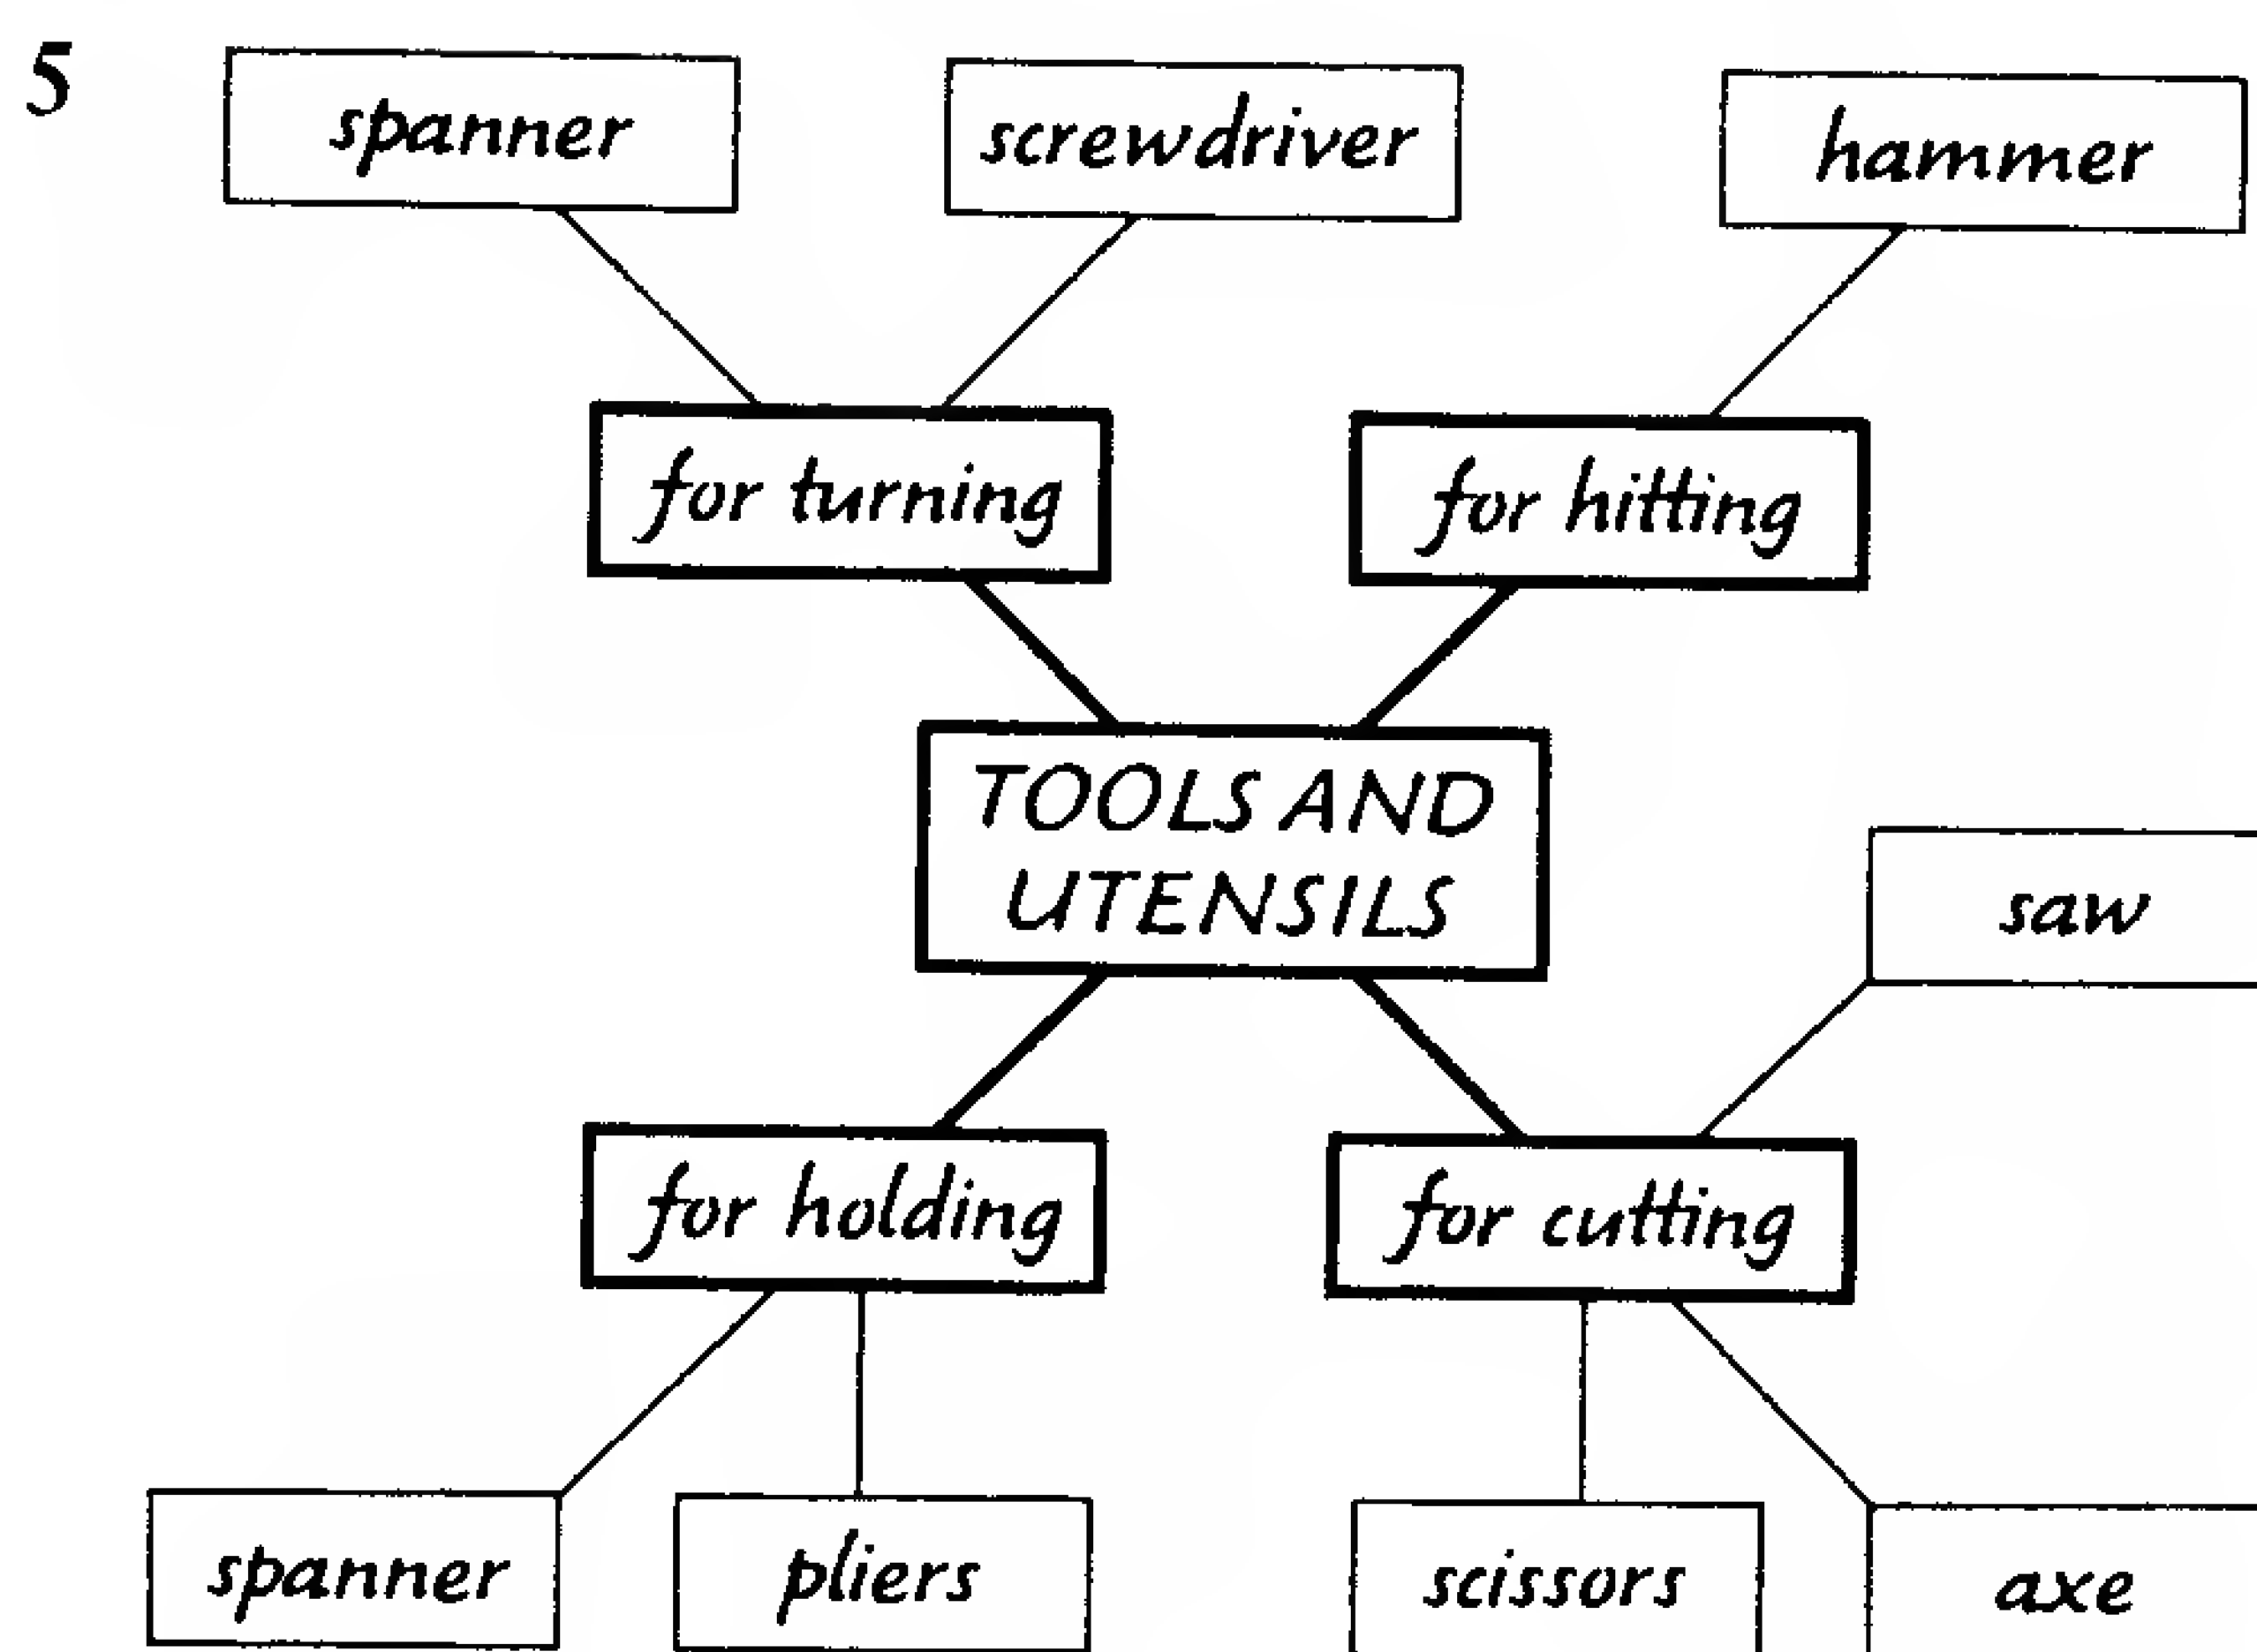 5
spanner
screwdriver
hammer
for turning
for hitting
TOOLS AND
UTENSILS
saw
for holding
for cutting
spanner
pliers
scissors
axe